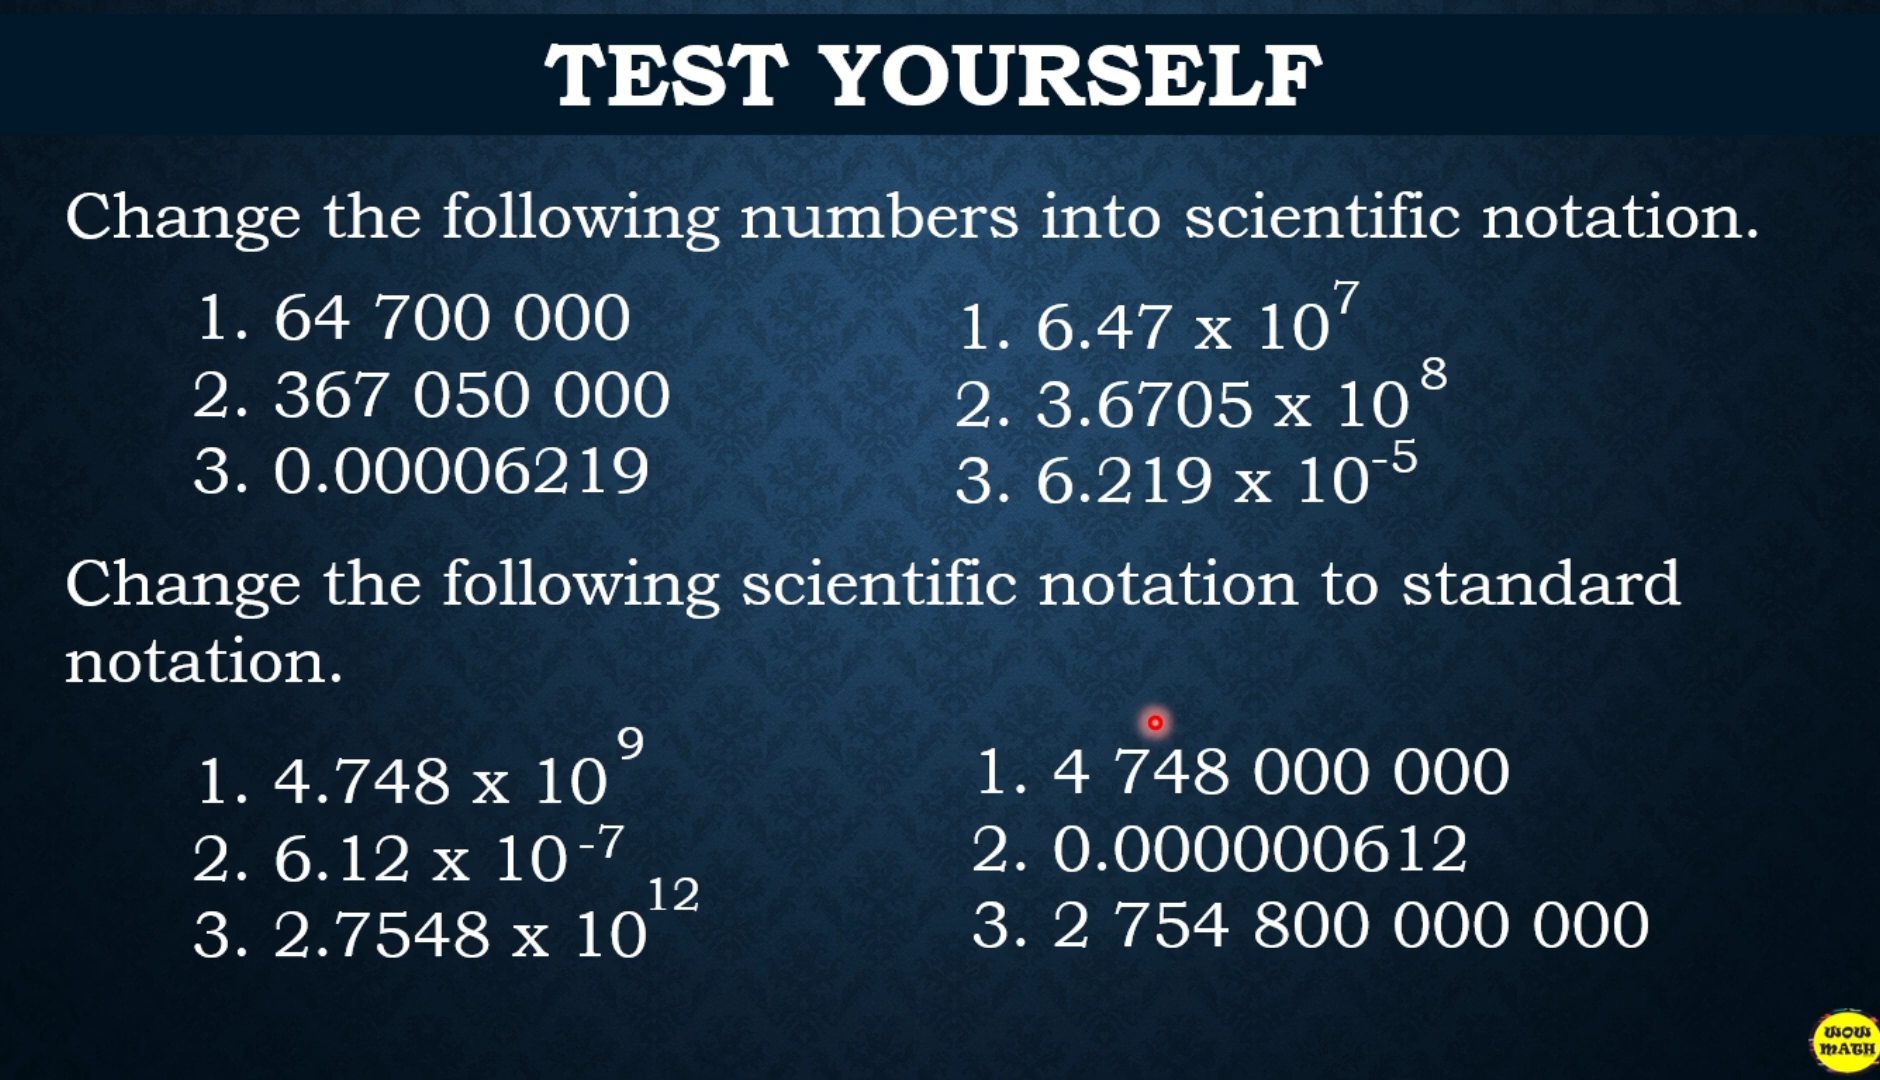 TEST YOURSELF
Change the following numbers into scientific notation.
1. 64 700 000
2. 367 050 000
3. 0.00006219
1. 6.47 x 10⁷
2. 3.6705 x 10⁸
3. 6.219 x 10⁻⁵
Change the following scientific notation to standard
notation.
1. 4.748 x 10⁹
2. 6.12 x 10⁻⁷
3. 2.7548 x 10¹²
1. 4 748 000 000
2. 0.000000612
3. 2 754 800 000 000
WOW
MATH